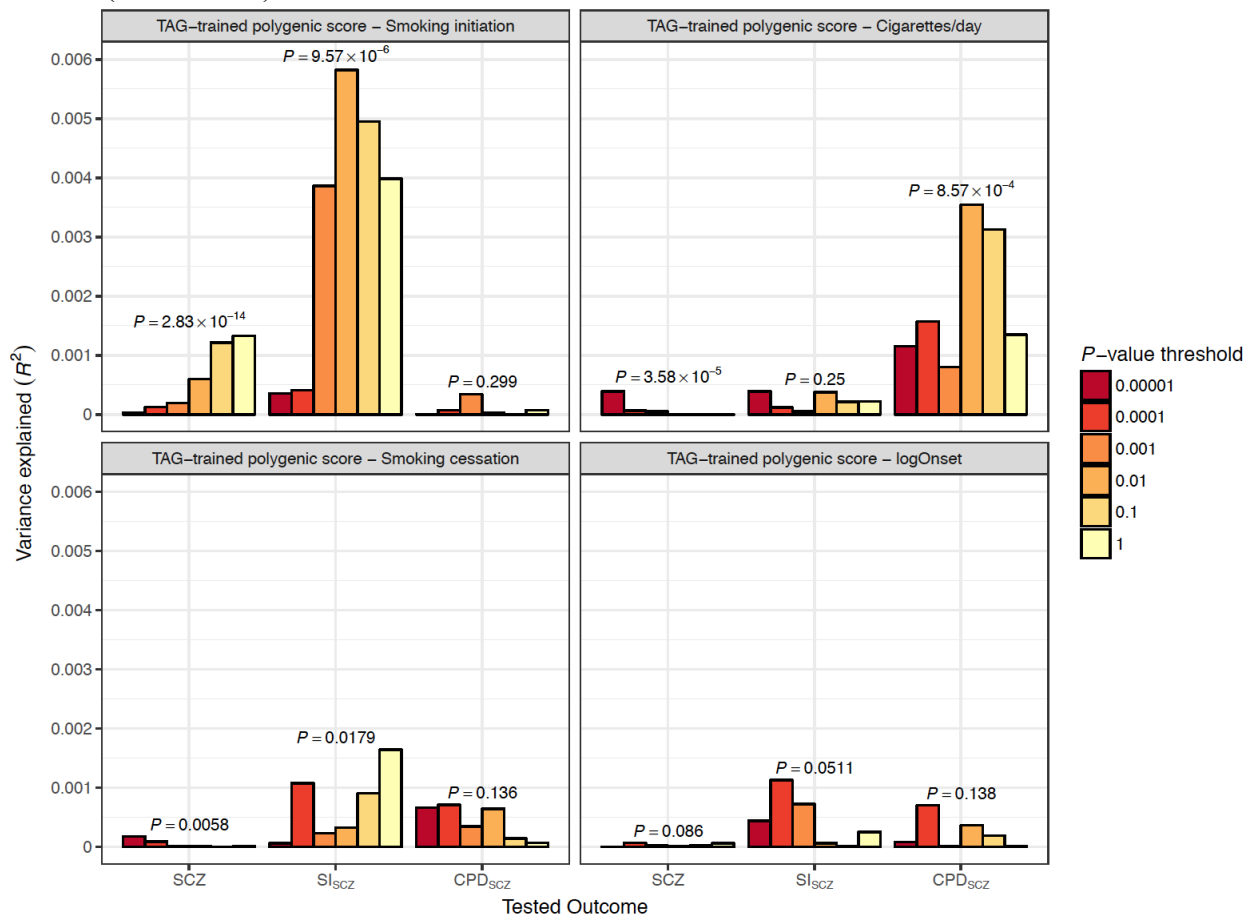 TAG−trained polygenic score − Smoking initiation
TAG−trained polygenic score − Cigarettes/day
P = 2.83 × 10⁻¹⁴
P = 9.57 × 10⁻⁶
P = 0.299
P = 3.58 × 10⁻⁵
P = 0.25
P = 8.57 × 10⁻⁴
0.006
0.005
0.004
0.003
0.002
0.001
0
TAG−trained polygenic score − Smoking cessation
TAG−trained polygenic score − logOnset
P = 0.0058
P = 0.0179
P = 0.136
P = 0.086
P = 0.0511
P = 0.138
0.006
0.005
0.004
0.003
0.002
0.001
0
Variance explained (R²)
SCZ
SI_SCZ
CPD_SCZ
SCZ
SI_SCZ
CPD_SCZ
Tested Outcome
P−value threshold
0.00001
0.0001
0.001
0.01
0.1
1